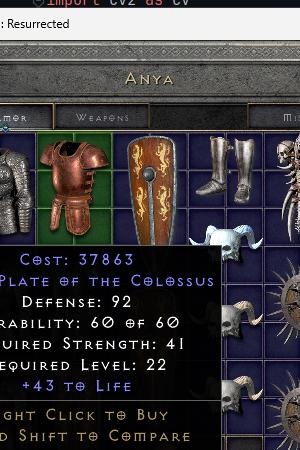 import cv2 as cv
: Resurrected
ANYA
WEAPONS
COST: 37863
PLATE OF THE COLOSSUS
DEFENSE: 92
RABILITY: 60 OF 60
QUIRED STRENGTH: 41
EQUIRED LEVEL: 22
+43 TO LIFE
GHT CLICK TO BUY
D SHIFT TO COMPARE